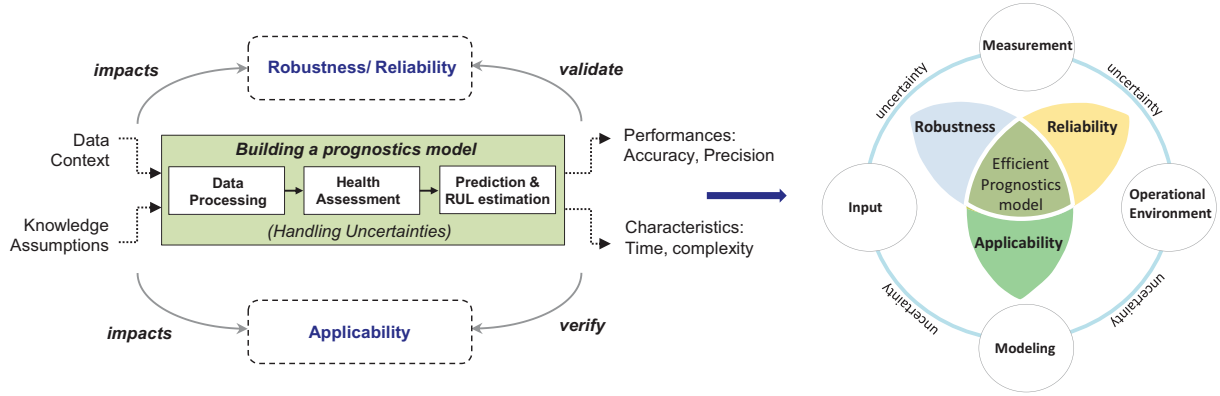 impacts
Robustness/ Reliability
validate
Data
Context
Knowledge
Assumptions
Building a prognostics model
Data
Processing
Health
Assessment
Prediction &
RUL estimation
(Handling Uncertainties)
Performances:
Accuracy, Precision
Characteristics:
Time, complexity
impacts
Applicability
verify
Measurement
uncertainty
uncertainty
Robustness
Reliability
Efficient
Prognostics
model
Input
Operational
Environment
Applicability
uncertainty
uncertainty
Modeling